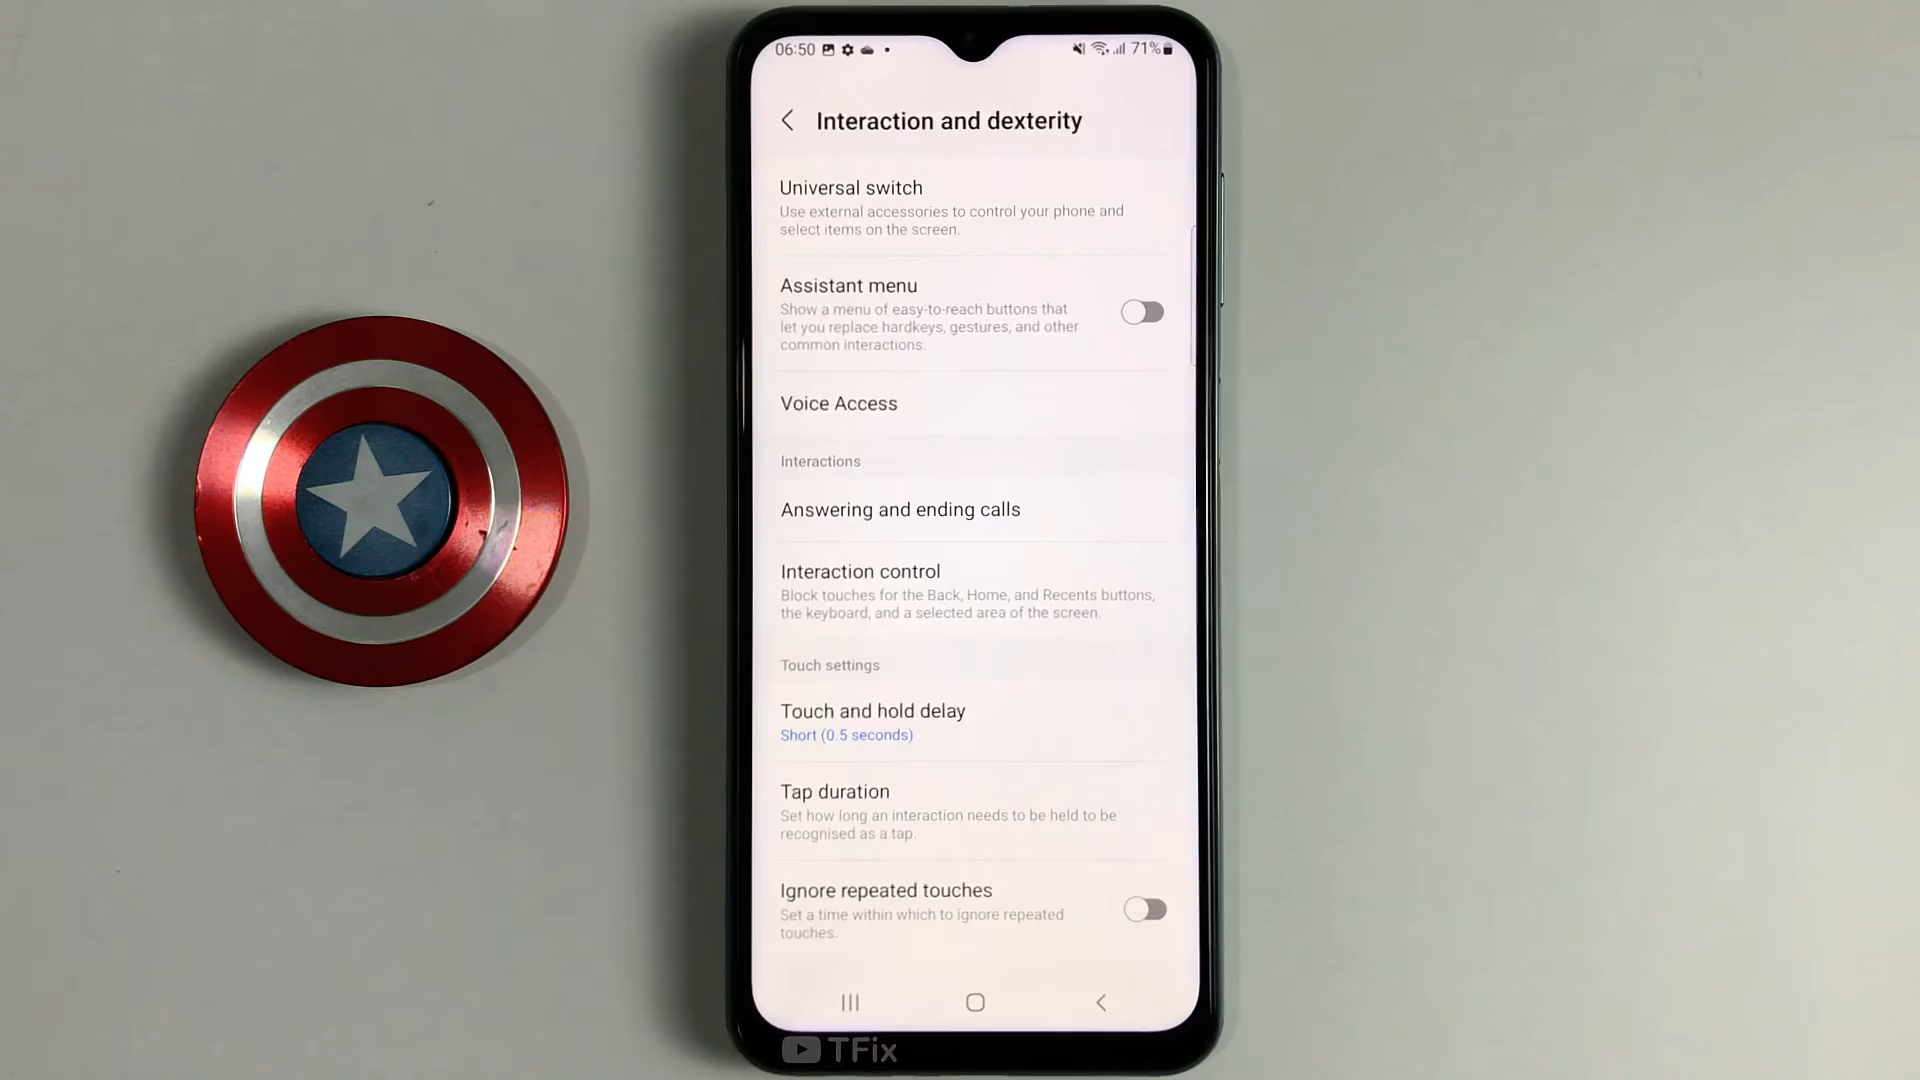 06:50
71%
Interaction and dexterity
Universal switch
Use external accessories to control your phone and
select items on the screen.
Assistant menu
Show a menu of easy-to-reach buttons that
let you replace hardkeys, gestures, and other
common interactions.
Voice Access
Interactions
Answering and ending calls
Interaction control
Block touches for the Back, Home, and Recents buttons,
the keyboard, and a selected area of the screen.
Touch settings
Touch and hold delay
Short (0.5 seconds)
Tap duration
Set how long an interaction needs to be held to be
recognised as a tap.
Ignore repeated touches
Set a time within which to ignore repeated
touches.
TFix